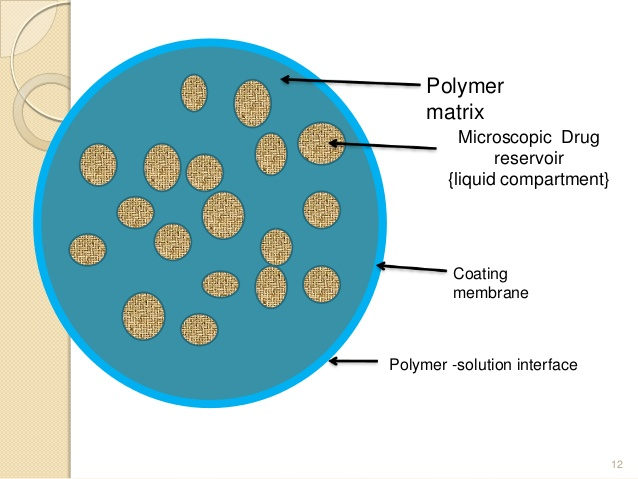 Polymer
matrix
Microscopic Drug
reservoir
{liquid compartment}
Coating
membrane
Polymer -solution interface
12